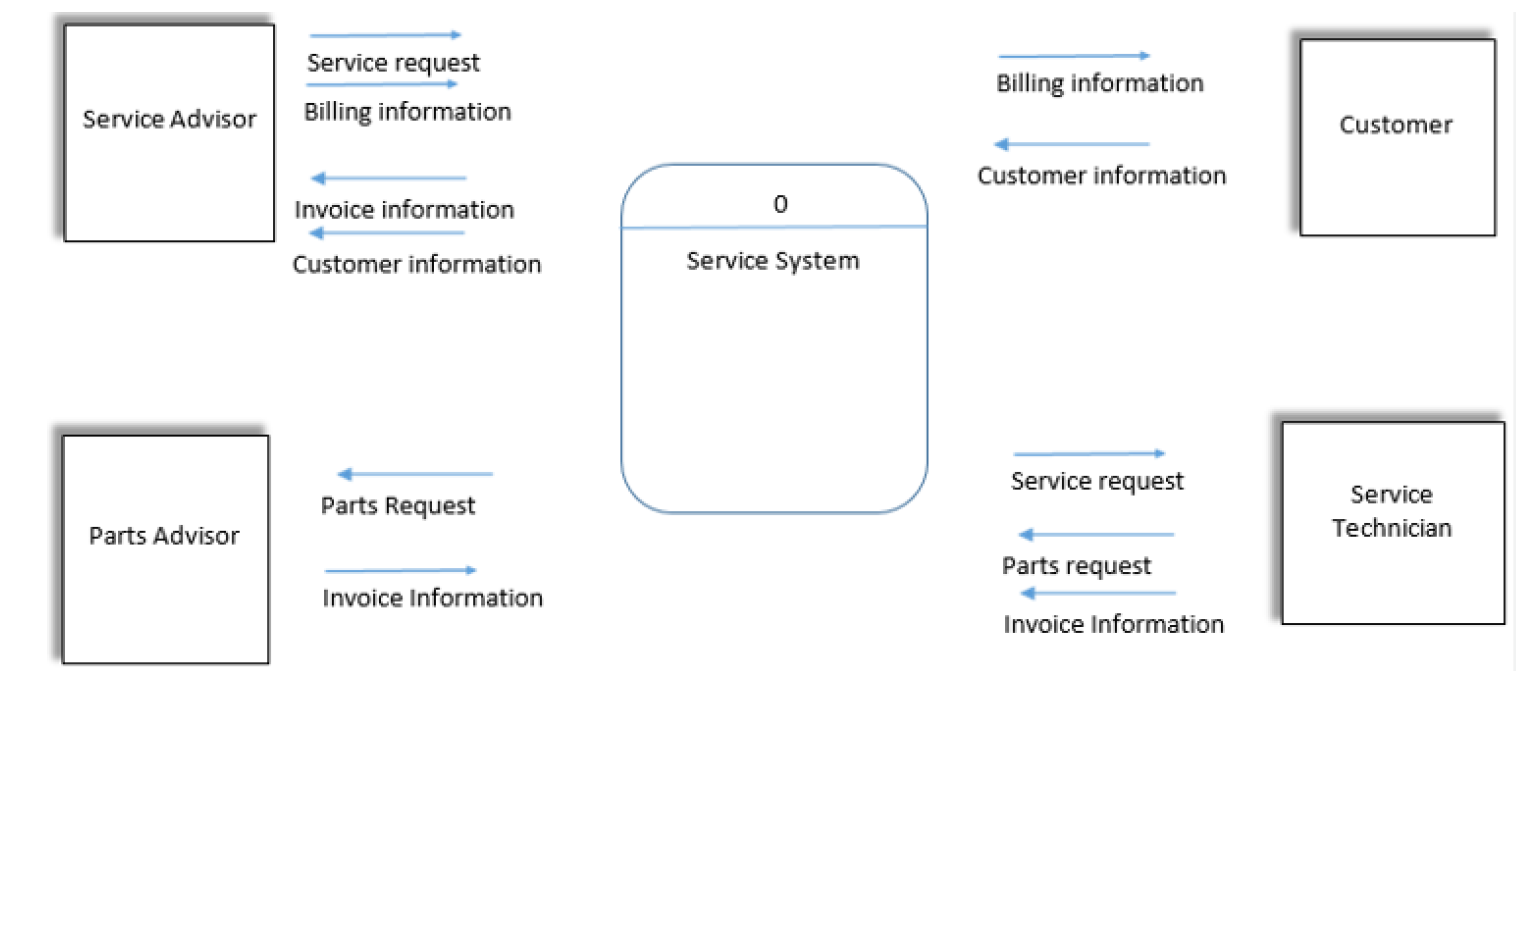 Service Advisor
Service request
Billing information
Invoice information
Customer information
0
Service System
Billing information
Customer information
Customer
Parts Advisor
Parts Request
Invoice Information
Service request
Parts request
Invoice Information
Service
Technician